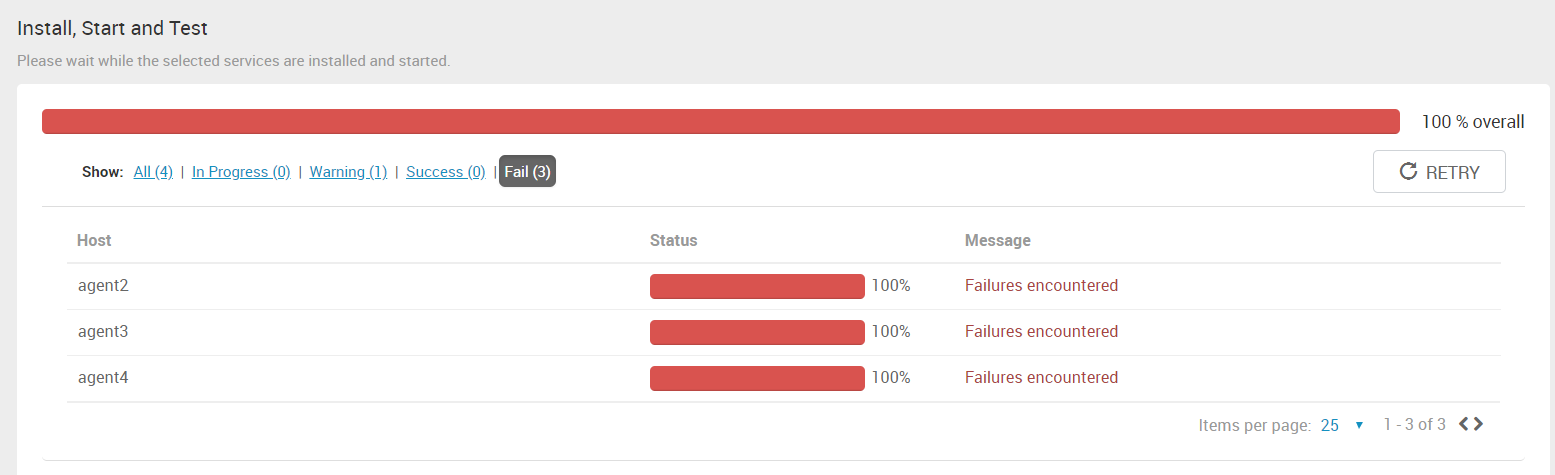 Install, Start and Test
Please wait while the selected services are installed and started.
100 % overall
Show: All (4) | In Progress (0) | Warning (1) | Success (0) | Fail (3)
RETRY
Host Status Message
agent2 100% Failures encountered
agent3 100% Failures encountered
agent4 100% Failures encountered
Items per page: 25 1 - 3 of 3